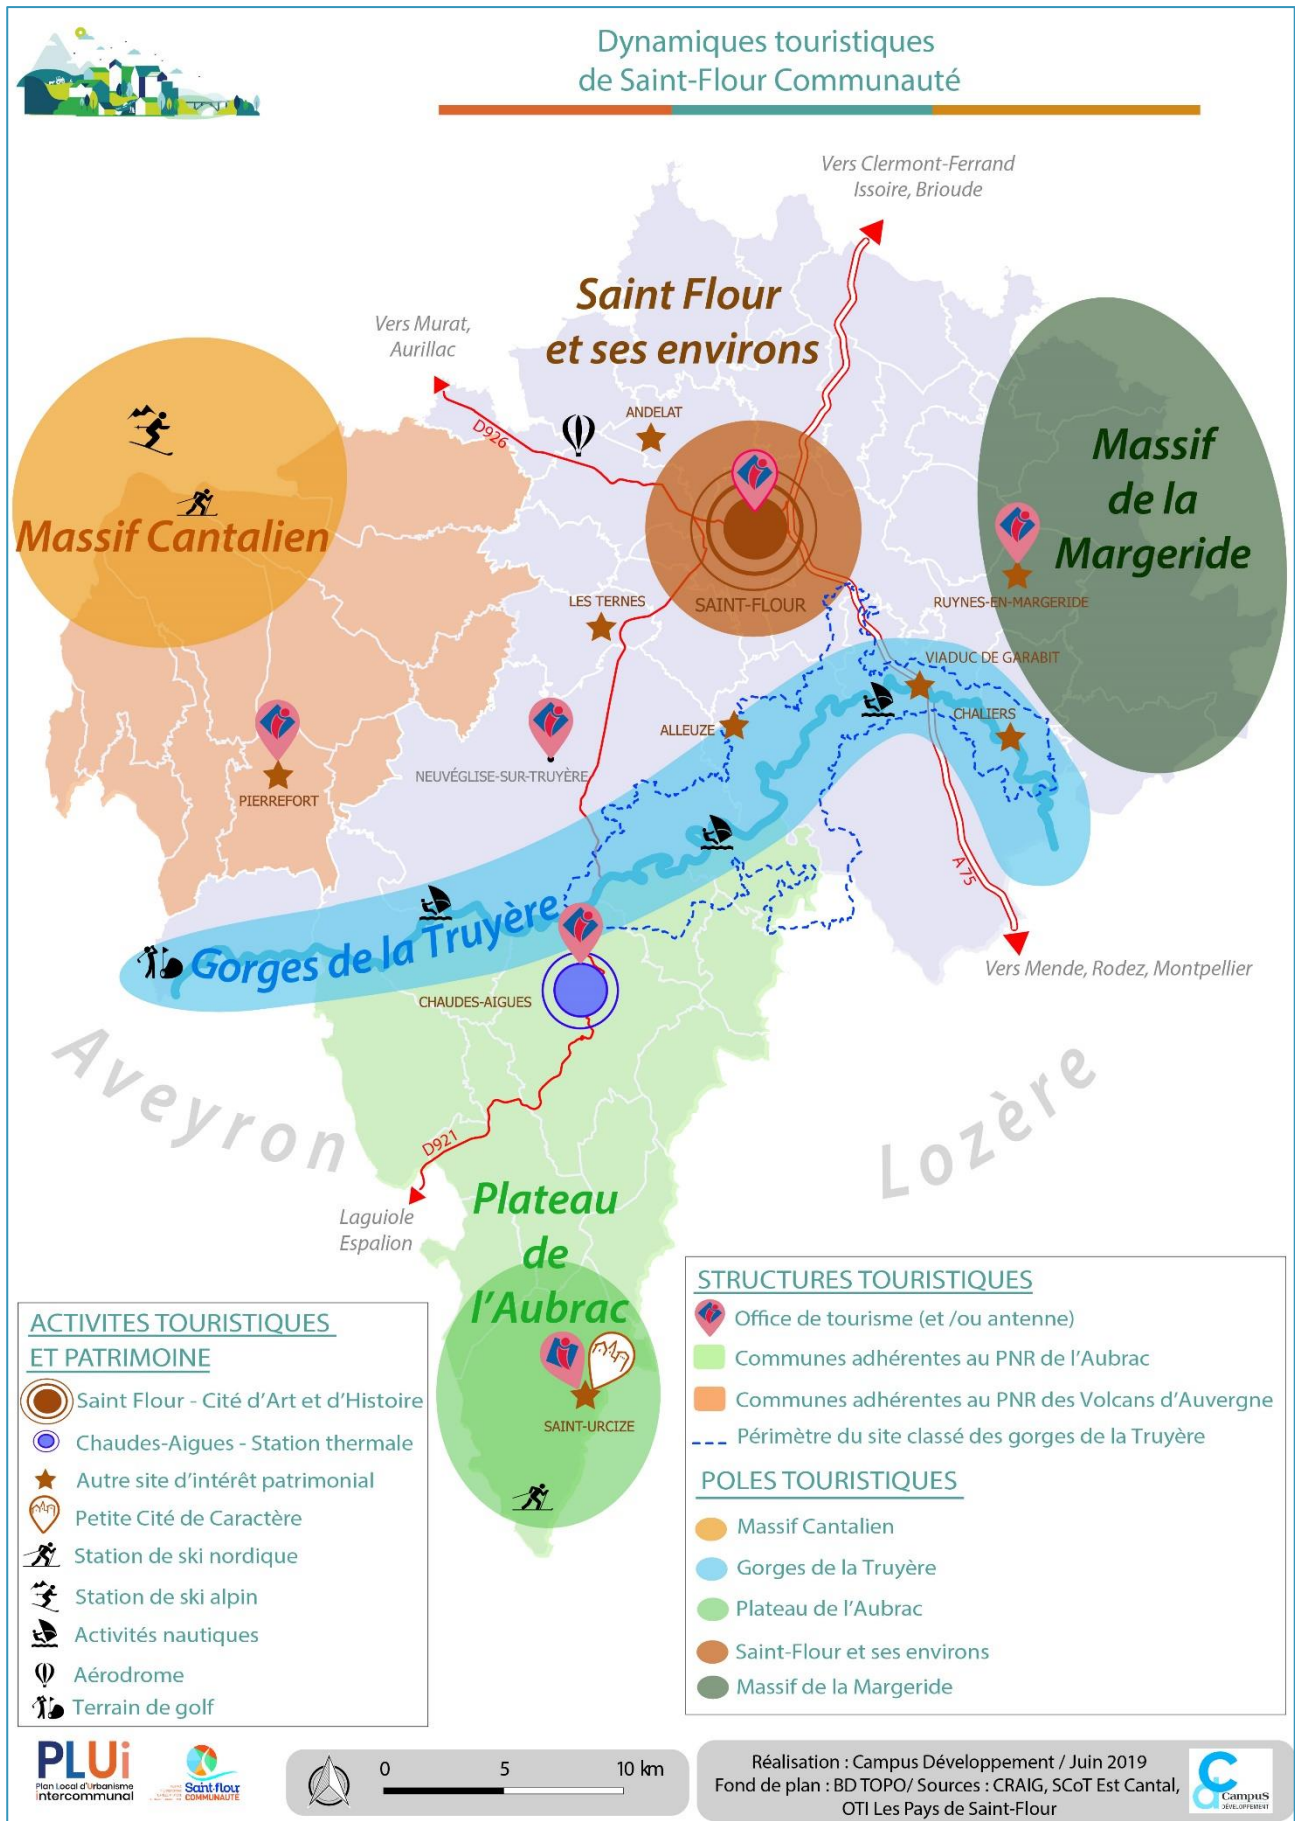 Dynamiques touristiques
de Saint-Flour Communauté
Vers Clermont-Ferrand
Issoire, Brioude
Saint Flour
et ses environs
Vers Murat,
Aurillac
D926
ANDELAT
Massif
de la
Margeride
Massif Cantalien
LES TERNES
SAINT-FLOUR
RUYNES-EN-MARGERIDE
VIADUC DE GARABIT
CHALIERS
ALLEUZE
NEUVÉGLISE-SUR-TRUYÈRE
PIERREFORT
A 75
Gorges de la Truyère
Vers Mende, Rodez, Montpellier
CHAUDES-AIGUES
Aveyron
Lozère
D921
Laguiole
Espalion
Plateau
de
l'Aubrac
SAINT-URCIZE
ACTIVITES TOURISTIQUES
ET PATRIMOINE
Saint Flour - Cité d'Art et d'Histoire
Chaudes-Aigues - Station thermale
Autre site d'intérêt patrimonial
Petite Cité de Caractère
Station de ski nordique
Station de ski alpin
Activités nautiques
Aérodrome
Terrain de golf
STRUCTURES TOURISTIQUES
Office de tourisme (et /ou antenne)
Communes adhérentes au PNR de l'Aubrac
Communes adhérentes au PNR des Volcans d'Auvergne
Périmètre du site classé des gorges de la Truyère
POLES TOURISTIQUES
Massif Cantalien
Gorges de la Truyère
Plateau de l'Aubrac
Saint-Flour et ses environs
Massif de la Margeride
PLUi
Plan Local d'Urbanisme
intercommunal
Saint-flour
COMMUNAUTÉ
0 5 10 km
Réalisation : Campus Développement / Juin 2019
Fond de plan : BD TOPO/ Sources : CRAIG, SCoT Est Cantal,
OTI Les Pays de Saint-Flour
CampuS
DÉVELOPPEMENT